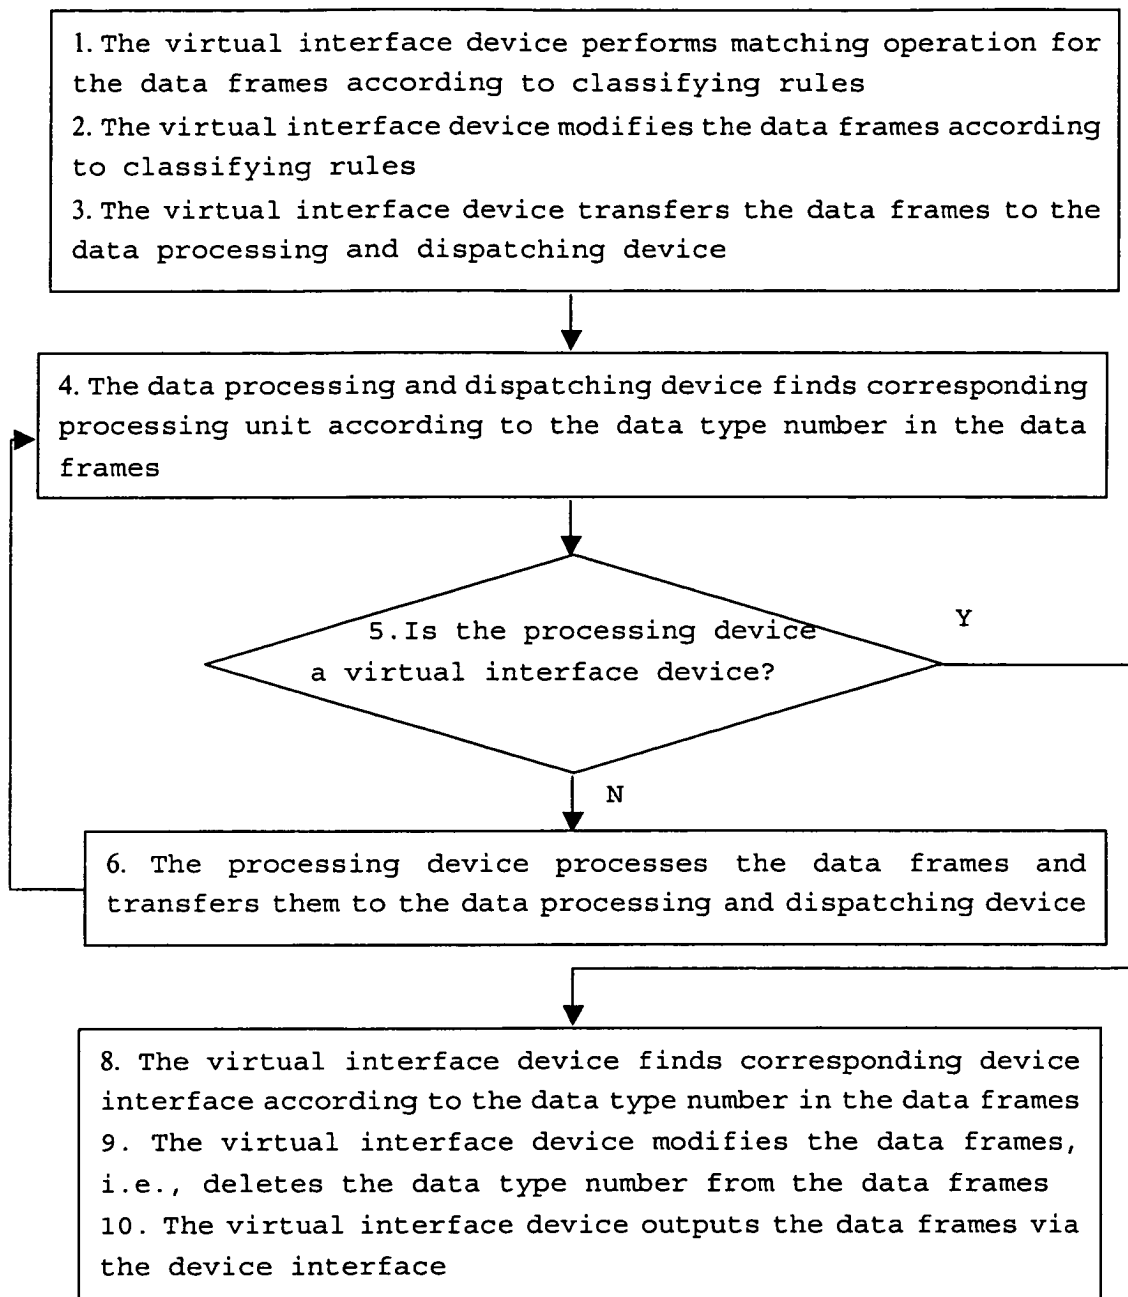 1. The virtual interface device performs matching operation for
the data frames according to classifying rules
2. The virtual interface device modifies the data frames according
to classifying rules
3. The virtual interface device transfers the data frames to the
data processing and dispatching device
4. The data processing and dispatching device finds corresponding
processing unit according to the data type number in the data
frames
5.Is the processing device
a virtual interface device?
Y
N
6. The processing device processes the data frames and
transfers them to the data processing and dispatching device
8. The virtual interface device finds corresponding device
interface according to the data type number in the data frames
9. The virtual interface device modifies the data frames,
i.e., deletes the data type number from the data frames
10. The virtual interface device outputs the data frames via
the device interface